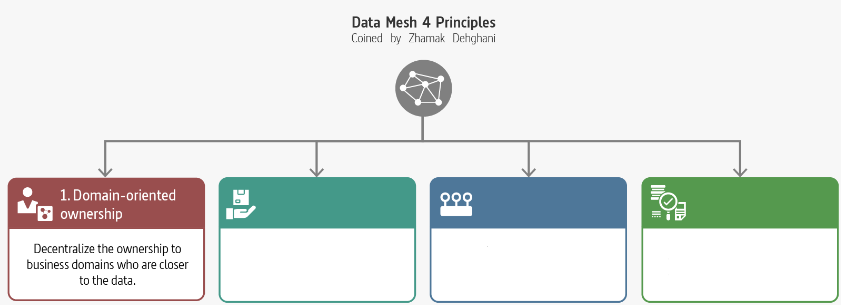 Data Mesh 4 Principles
Coined by Zhamak Dehghani
1. Domain-oriented
ownership
Decentralize the ownership to
business domains who are closer
to the data.